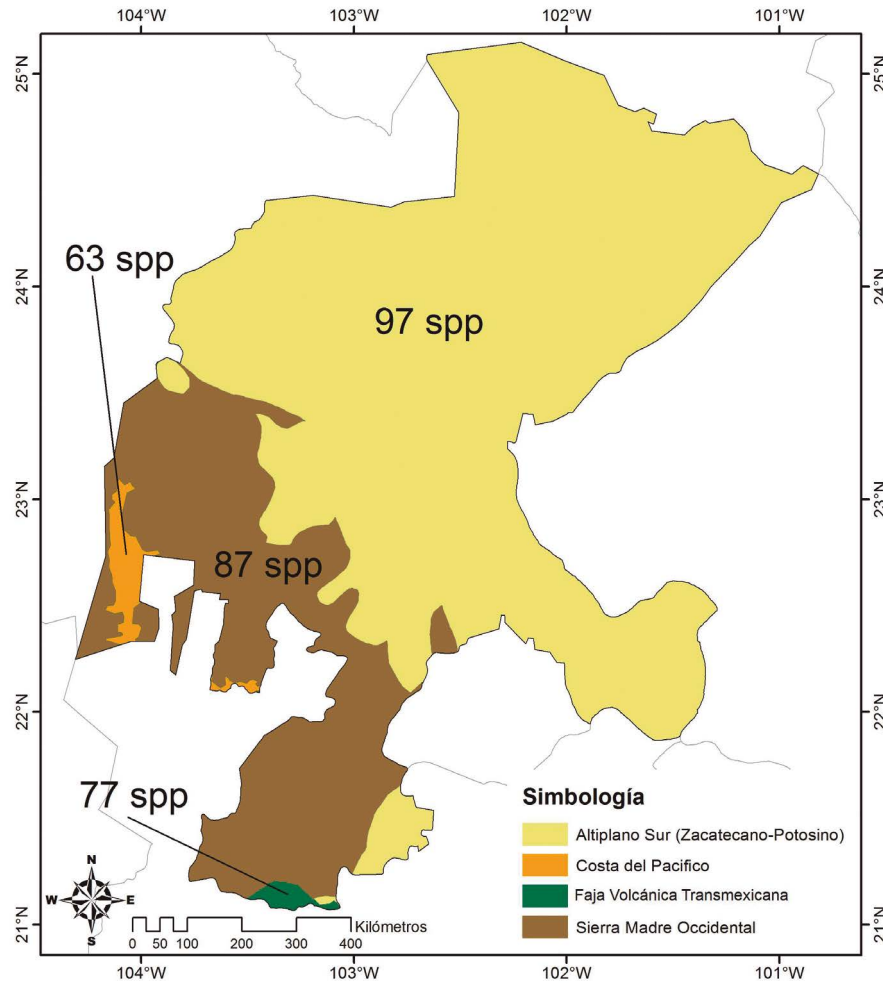 104°W 103°W 102°W 101°W
25°N 25°N
63 spp
24°N 24°N
97 spp
23°N 23°N
87 spp
22°N 22°N
77 spp
Simbología
Altiplano Sur (Zacatecano-Potosino)
Costa del Pacifico
Faja Volcánica Transmexicana
Sierra Madre Occidental
N
W E
S
Kilómetros
0 50 100 200 300 400
21°N 21°N
104°W 103°W 102°W 101°W